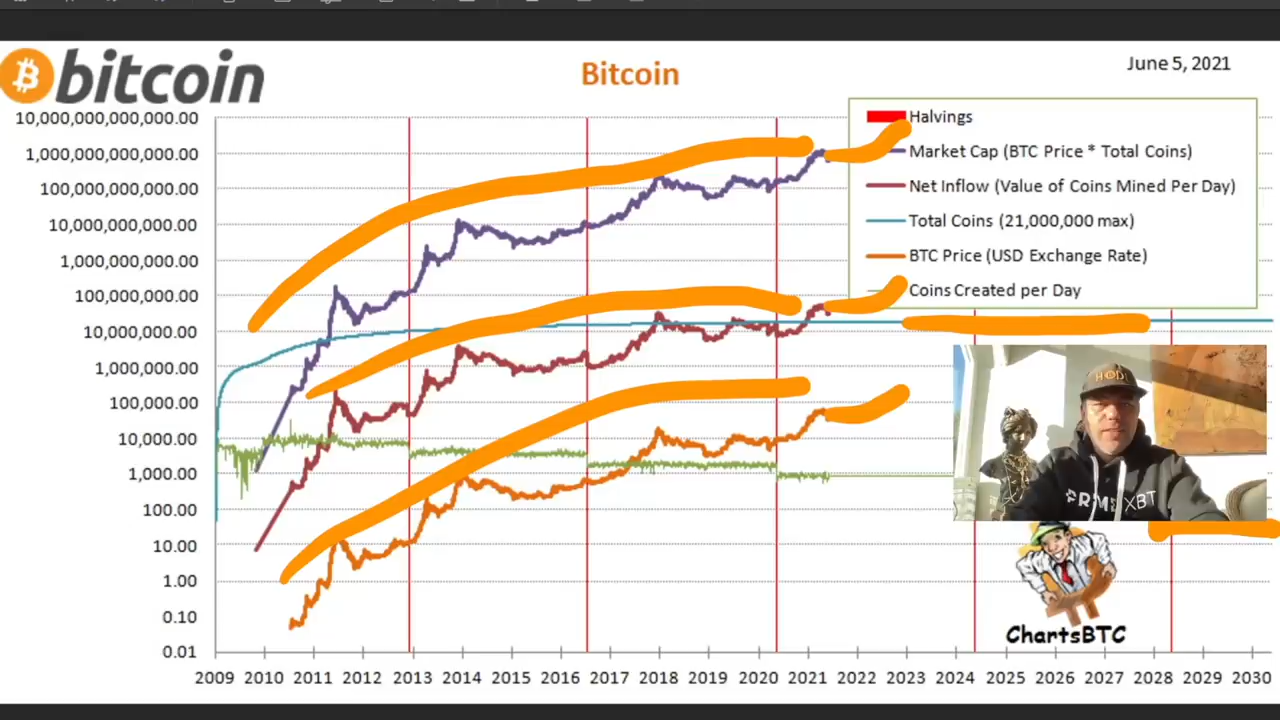 bitcoin
Bitcoin
June 5, 2021
Halvings
Market Cap (BTC Price * Total Coins)
Net Inflow (Value of Coins Mined Per Day)
Total Coins (21,000,000 max)
BTC Price (USD Exchange Rate)
Coins Created per Day
10,000,000,000,000.00
1,000,000,000,000.00
100,000,000,000.00
10,000,000,000.00
1,000,000,000.00
100,000,000.00
10,000,000.00
1,000,000.00
100,000.00
10,000.00
1,000.00
100.00
10.00
1.00
0.10
0.01
HODL
PRIME XBT
ChartsBTC
2009 2010 2011 2012 2013 2014 2015 2016 2017 2018 2019 2020 2021 2022 2023 2024 2025 2026 2027 2028 2029 2030